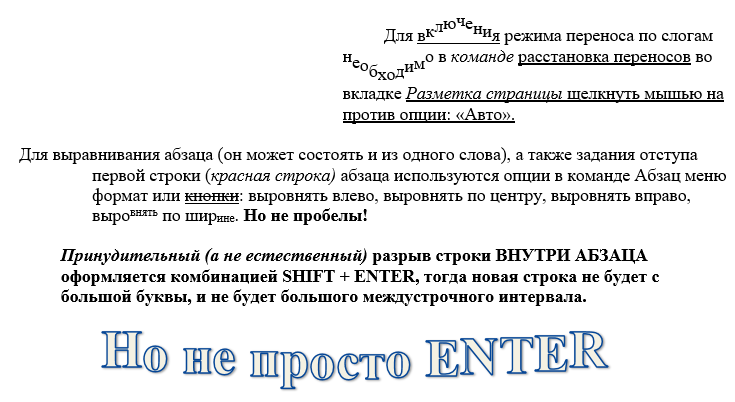 Для включения режима переноса по слогам
необходимо в команде расстановка переносов во
вкладке Разметка страницы щелкнуть мышью на
против опции: «Авто».
Для выравнивания абзаца (он может состоять и из одного слова), а также задания отступа
первой строки (красная строка) абзаца используются опции в команде Абзац меню
формат или кнопки: выровнять влево, выровнять по центру, выровнять вправо,
выровнять по ширине. Но не пробелы!
Принудительный (а не естественный) разрыв строки ВНУТРИ АБЗАЦА
оформляется комбинацией SHIFT + ENTER, тогда новая строка не будет с
большой буквы, и не будет большого междустрочного интервала.
Но не просто ENTER